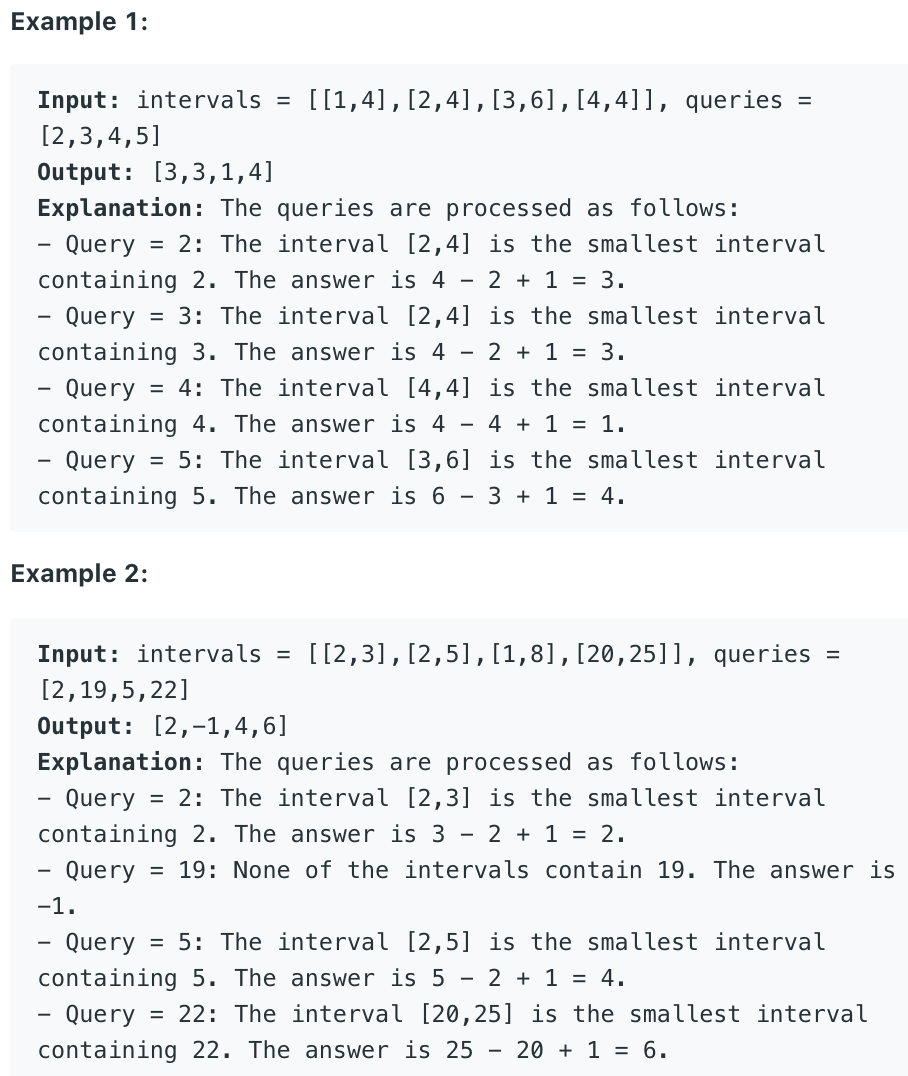 Example 1:
Input: intervals = [[1,4],[2,4],[3,6],[4,4]], queries =
[2,3,4,5]
Output: [3,3,1,4]
Explanation: The queries are processed as follows:
– Query = 2: The interval [2,4] is the smallest interval
containing 2. The answer is 4 – 2 + 1 = 3.
– Query = 3: The interval [2,4] is the smallest interval
containing 3. The answer is 4 – 2 + 1 = 3.
– Query = 4: The interval [4,4] is the smallest interval
containing 4. The answer is 4 – 4 + 1 = 1.
– Query = 5: The interval [3,6] is the smallest interval
containing 5. The answer is 6 – 3 + 1 = 4.
Example 2:
Input: intervals = [[2,3],[2,5],[1,8],[20,25]], queries =
[2,19,5,22]
Output: [2,–1,4,6]
Explanation: The queries are processed as follows:
– Query = 2: The interval [2,3] is the smallest interval
containing 2. The answer is 3 – 2 + 1 = 2.
– Query = 19: None of the intervals contain 19. The answer is
–1.
– Query = 5: The interval [2,5] is the smallest interval
containing 5. The answer is 5 – 2 + 1 = 4.
– Query = 22: The interval [20,25] is the smallest interval
containing 22. The answer is 25 – 20 + 1 = 6.